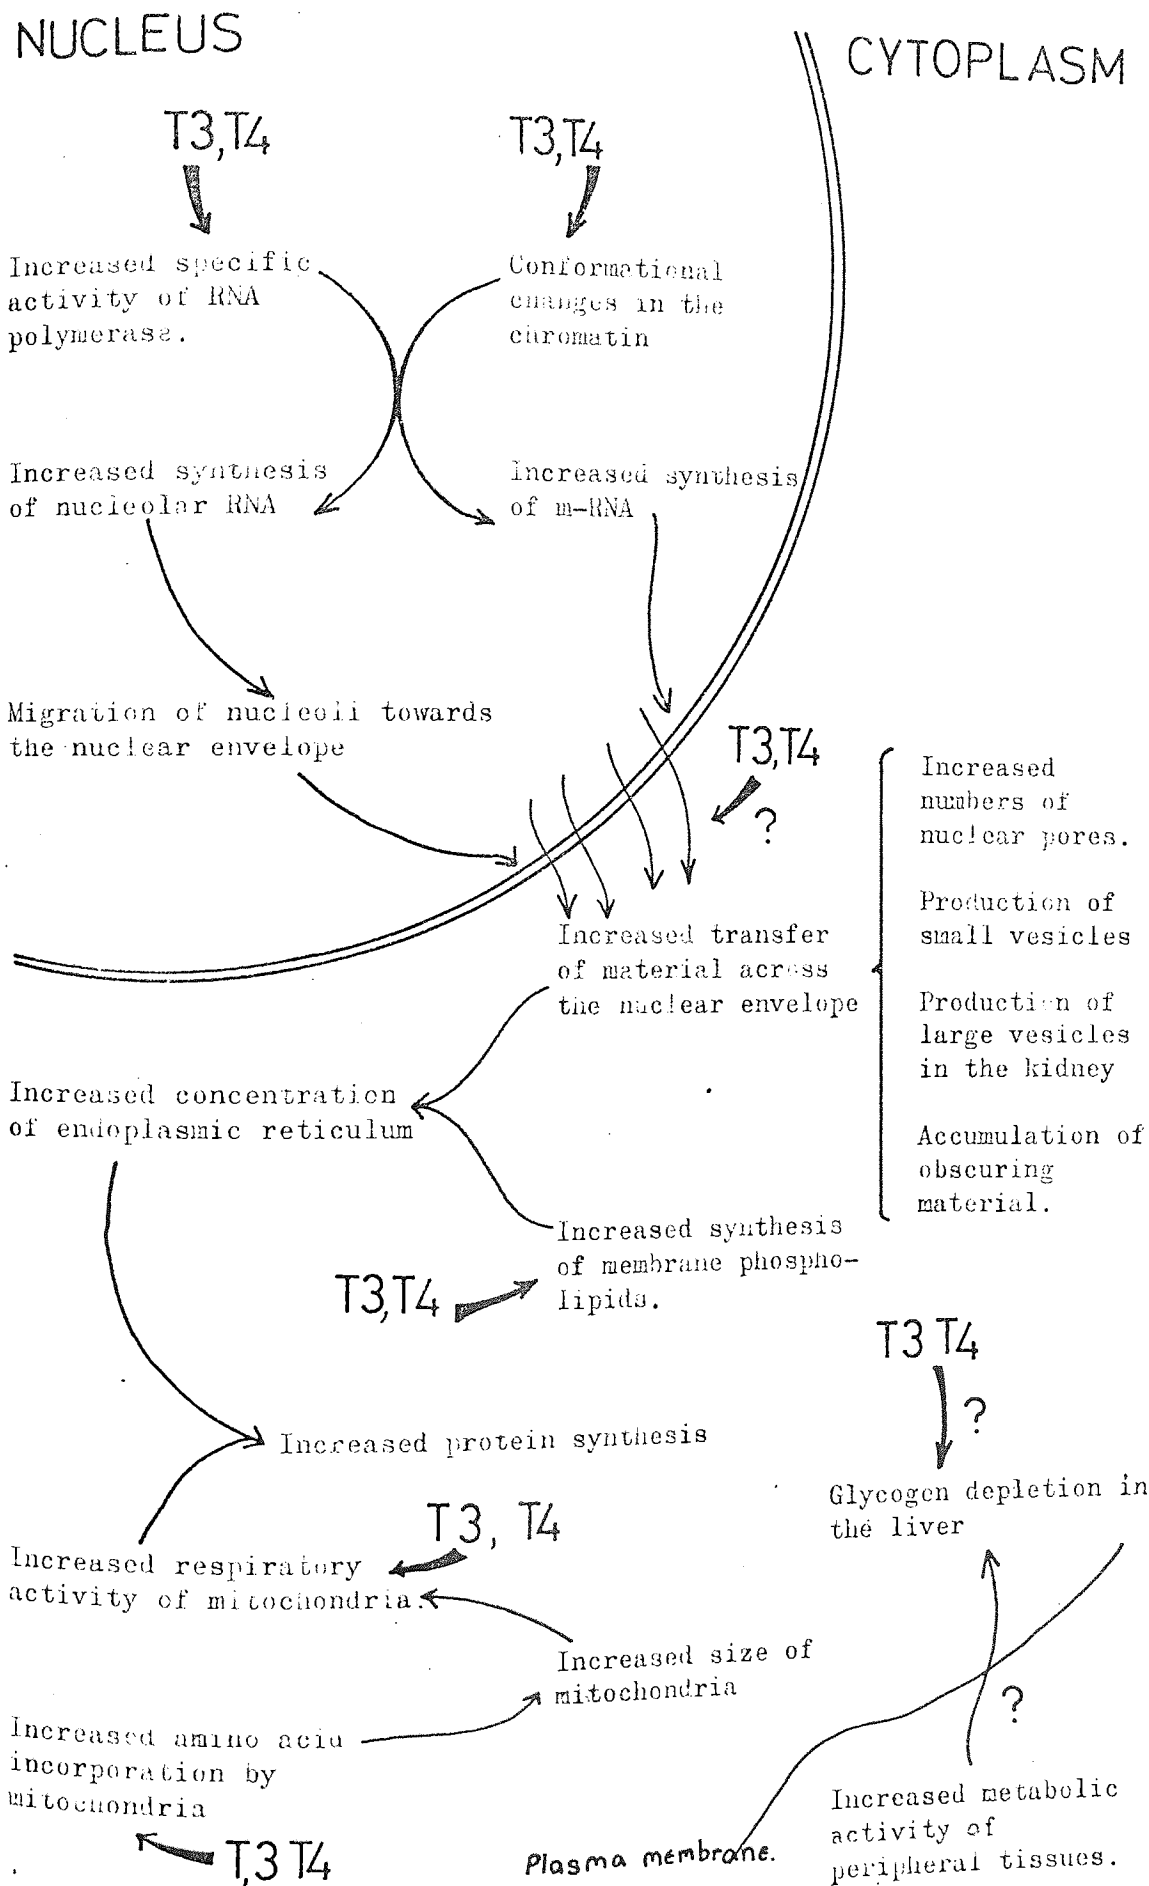 NUCLEUS
CYTOPLASM
T3,T4
T3,T4
Increased specific
activity of RNA
polymerase.
Conformational
changes in the
chromatin
Increased synthesis
of nucleolar RNA
Increased synthesis
of m-RNA
Migration of nucleoli towards
the nuclear envelope
T3,T4
?
Increased
numbers of
nuclear pores.
Production of
small vesicles
Production of
large vesicles
in the kidney
Accumulation of
obscuring
material.
Increased transfer
of material across
the nuclear envelope
Increased concentration
of endoplasmic reticulum
Increased synthesis
of membrane phospho-
lipids.
T3,T4
T3 T4
?
Increased protein synthesis
Glycogen depletion in
the liver
T3, T4
Increased respiratory
activity of mitochondria.
Increased size of
mitochondria
?
Increased amino acid
incorporation by
mitochondria
T,3 T4
Plasma membrane.
Increased metabolic
activity of
peripheral tissues.